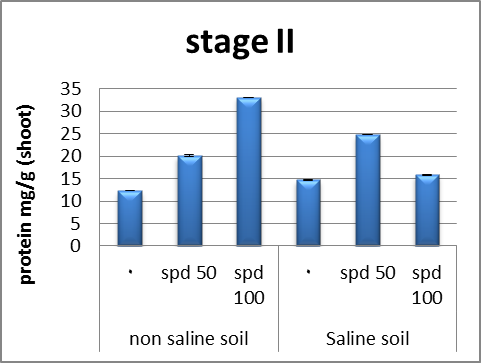 stage II
protein mg/g (shoot)
35
30
25
20
15
10
5
0
. spd 50 spd 100 . spd 50 spd 100
non saline soil Saline soil